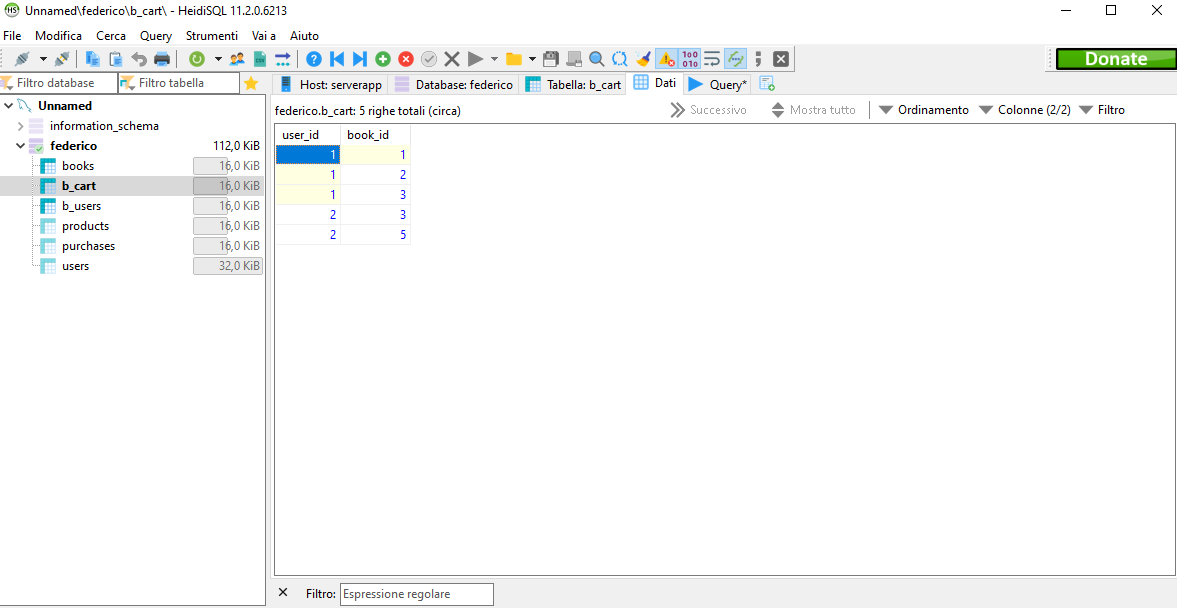 HS Unnamed\federico\b_cart\ - HeidiSQL 11.2.0.6213
File Modifica Cerca Query Strumenti Vai a Aiuto
Donate
Filtro database Filtro tabella Host: serverapp Database: federico Tabella: b_cart Dati Query*
Unnamed
information_schema
federico 112,0 KiB
books 16,0 KiB
b_cart 16,0 KiB
b_users 16,0 KiB
products 16,0 KiB
purchases 16,0 KiB
users 32,0 KiB
federico.b_cart: 5 righe totali (circa) Successivo Mostra tutto Ordinamento Colonne (2/2) Filtro
user_id book_id
1 1
1 2
1 3
2 3
2 5
Filtro: Espressione regolare